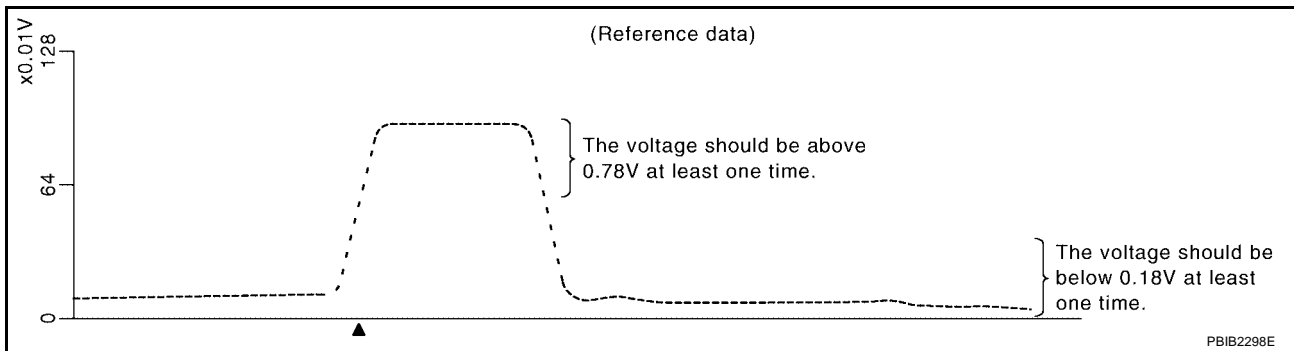 (Reference data)
x0.01V
128
64
0
The voltage should be above
0.78V at least one time.
The voltage should be
below 0.18V at least
one time.
PBIB2298E